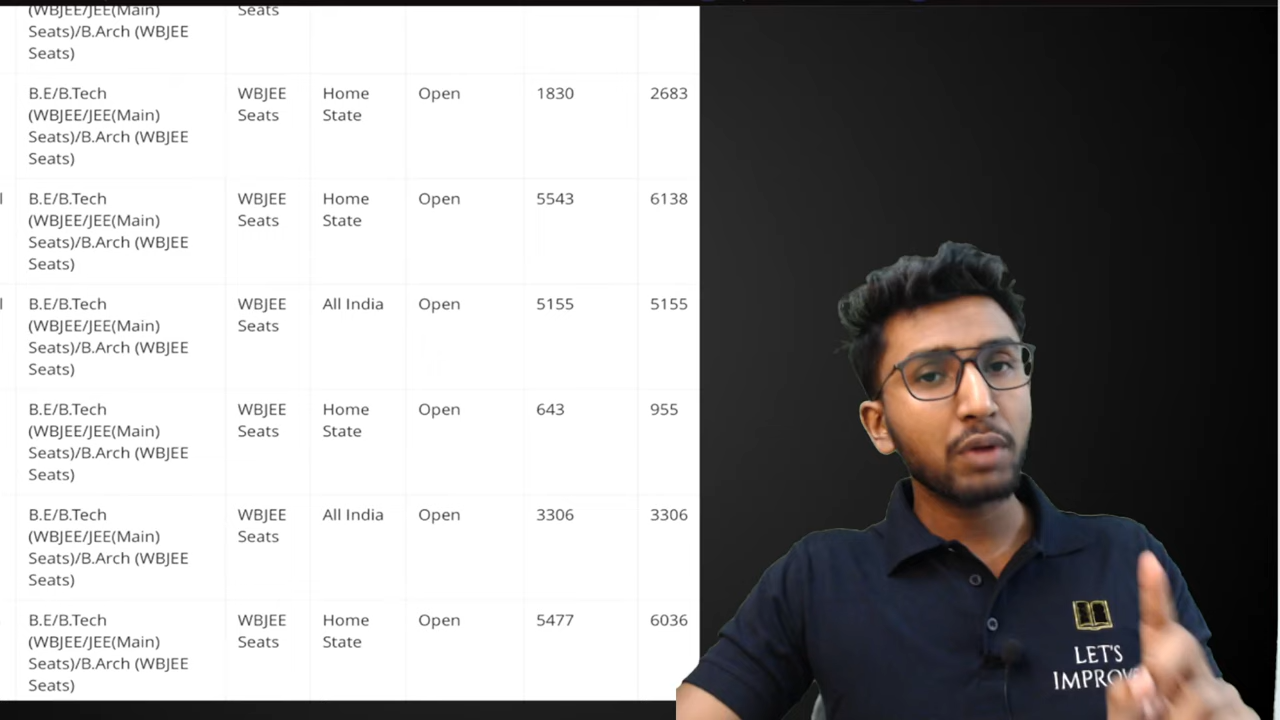 (WBJEE/JEE(Main) Seats
Seats)/B.Arch (WBJEE
Seats)
B.E/B.Tech WBJEE Home Open 1830 2683
(WBJEE/JEE(Main) Seats State
Seats)/B.Arch (WBJEE
Seats)
l B.E/B.Tech WBJEE Home Open 5543 6138
(WBJEE/JEE(Main) Seats State
Seats)/B.Arch (WBJEE
Seats)
l B.E/B.Tech WBJEE All India Open 5155 5155
(WBJEE/JEE(Main) Seats
Seats)/B.Arch (WBJEE
Seats)
B.E/B.Tech WBJEE Home Open 643 955
(WBJEE/JEE(Main) Seats State
Seats)/B.Arch (WBJEE
Seats)
B.E/B.Tech WBJEE All India Open 3306 3306
(WBJEE/JEE(Main) Seats
Seats)/B.Arch (WBJEE
Seats)
B.E/B.Tech WBJEE Home Open 5477 6036
(WBJEE/JEE(Main) Seats State
Seats)/B.Arch (WBJEE
Seats)
LET'S
IMPROV